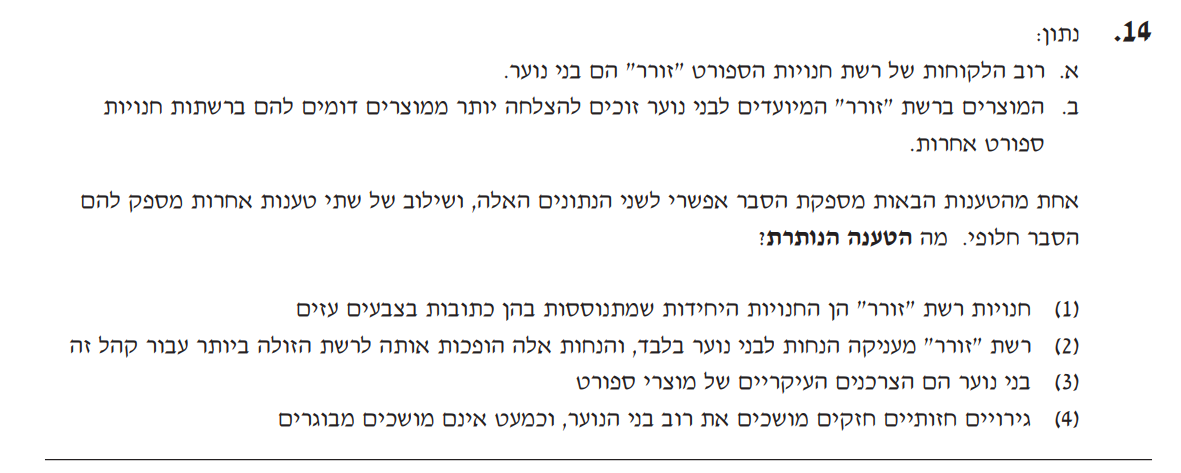 .14 נתון:
א. רוב הלקוחות של רשת חנויות הספורט "זורר" הם בני נוער.
ב. המוצרים ברשת "זורר" המיועדים לבני נוער זוכים להצלחה יותר ממוצרים דומים להם ברשתות חנויות
ספורט אחרות.
אחת מהטענות הבאות מספקת הסבר אפשרי לשני הנתונים האלה, ושילוב של שתי טענות אחרות מספק להם
הסבר חלופי. מה הטענה הנותרת?
(1) חנויות רשת "זורר" הן החנויות היחידות שמתנוססות בהן כתובות בצבעים עזים
(2) רשת "זורר" מעניקה הנחות לבני נוער בלבד, והנחות אלה הופכות אותה לרשת הזולה ביותר עבור קהל זה
(3) בני נוער הם הצרכנים העיקריים של מוצרי ספורט
(4) גירויים חזותיים חזקים מושכים את רוב בני הנוער, וכמעט אינם מושכים מבוגרים